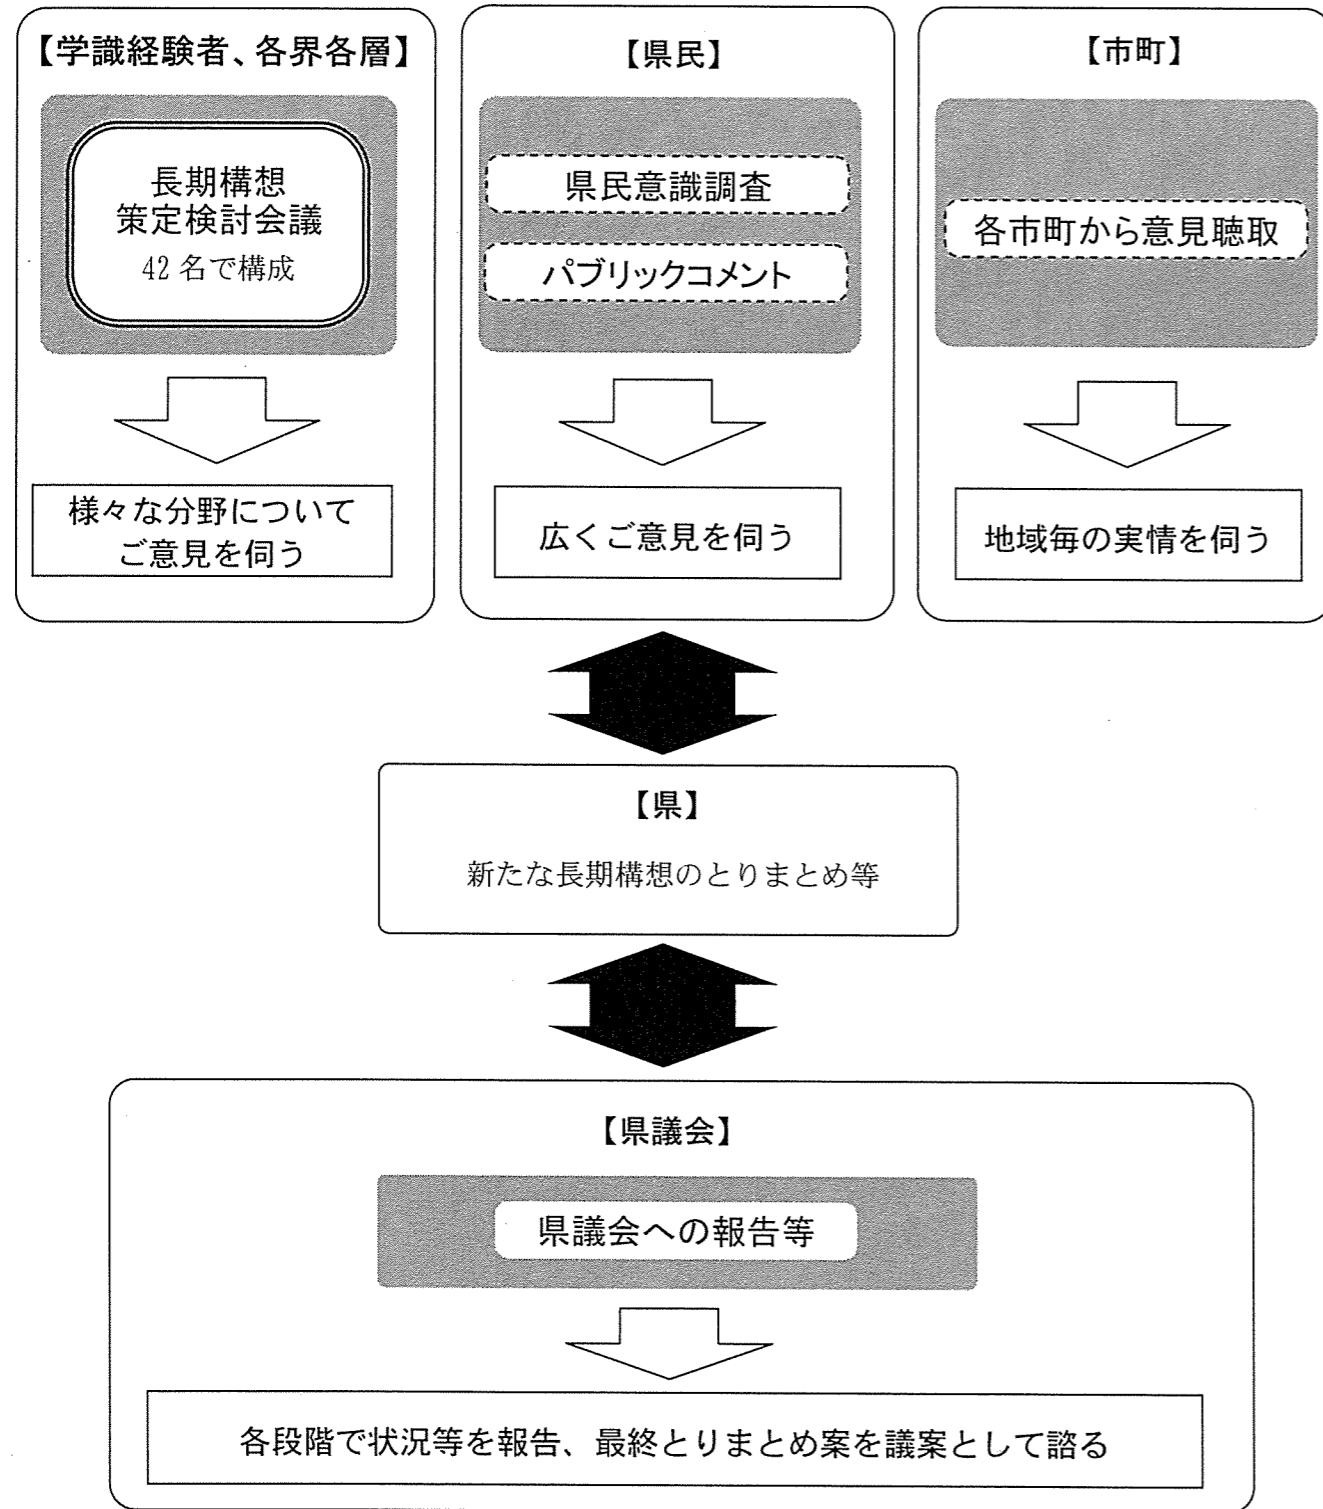 【学識経験者、各界各層】
長期構想
策定検討会議
42 名で構成
様々な分野について
ご意見を伺う
【県民】
県民意識調査
パブリックコメント
広くご意見を伺う
【市町】
各市町から意見聴取
地域毎の実情を伺う
【県】
新たな長期構想のとりまとめ等
【県議会】
県議会への報告等
各段階で状況等を報告、最終とりまとめ案を議案として諮る